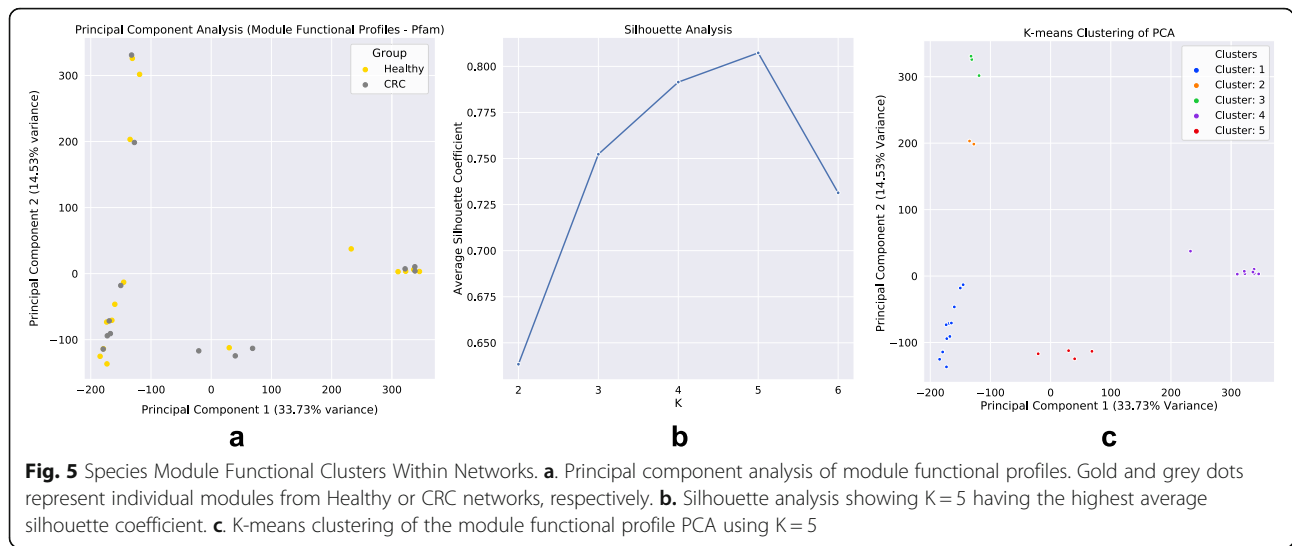 Principal Component Analysis (Module Functional Profiles - Pfam)
Group
Healthy
CRC
Principal Component 2 (14.53% variance)
300
200
100
0
−100
−200
−100
0
100
200
300
Principal Component 1 (33.73% variance)
a
Silhouette Analysis
Average Silhouette Coefficient
0.800
0.775
0.750
0.725
0.700
0.675
0.650
2
3
4
5
6
K
b
K-means Clustering of PCA
Clusters
Cluster: 1
Cluster: 2
Cluster: 3
Cluster: 4
Cluster: 5
Principal Component 2 (14.53% Variance)
300
200
100
0
−100
−200
−100
0
100
200
300
Principal Component 1 (33.73% Variance)
c
Fig. 5 Species Module Functional Clusters Within Networks. a. Principal component analysis of module functional profiles. Gold and grey dots
represent individual modules from Healthy or CRC networks, respectively. b. Silhouette analysis showing K = 5 having the highest average
silhouette coefficient. c. K-means clustering of the module functional profile PCA using K = 5